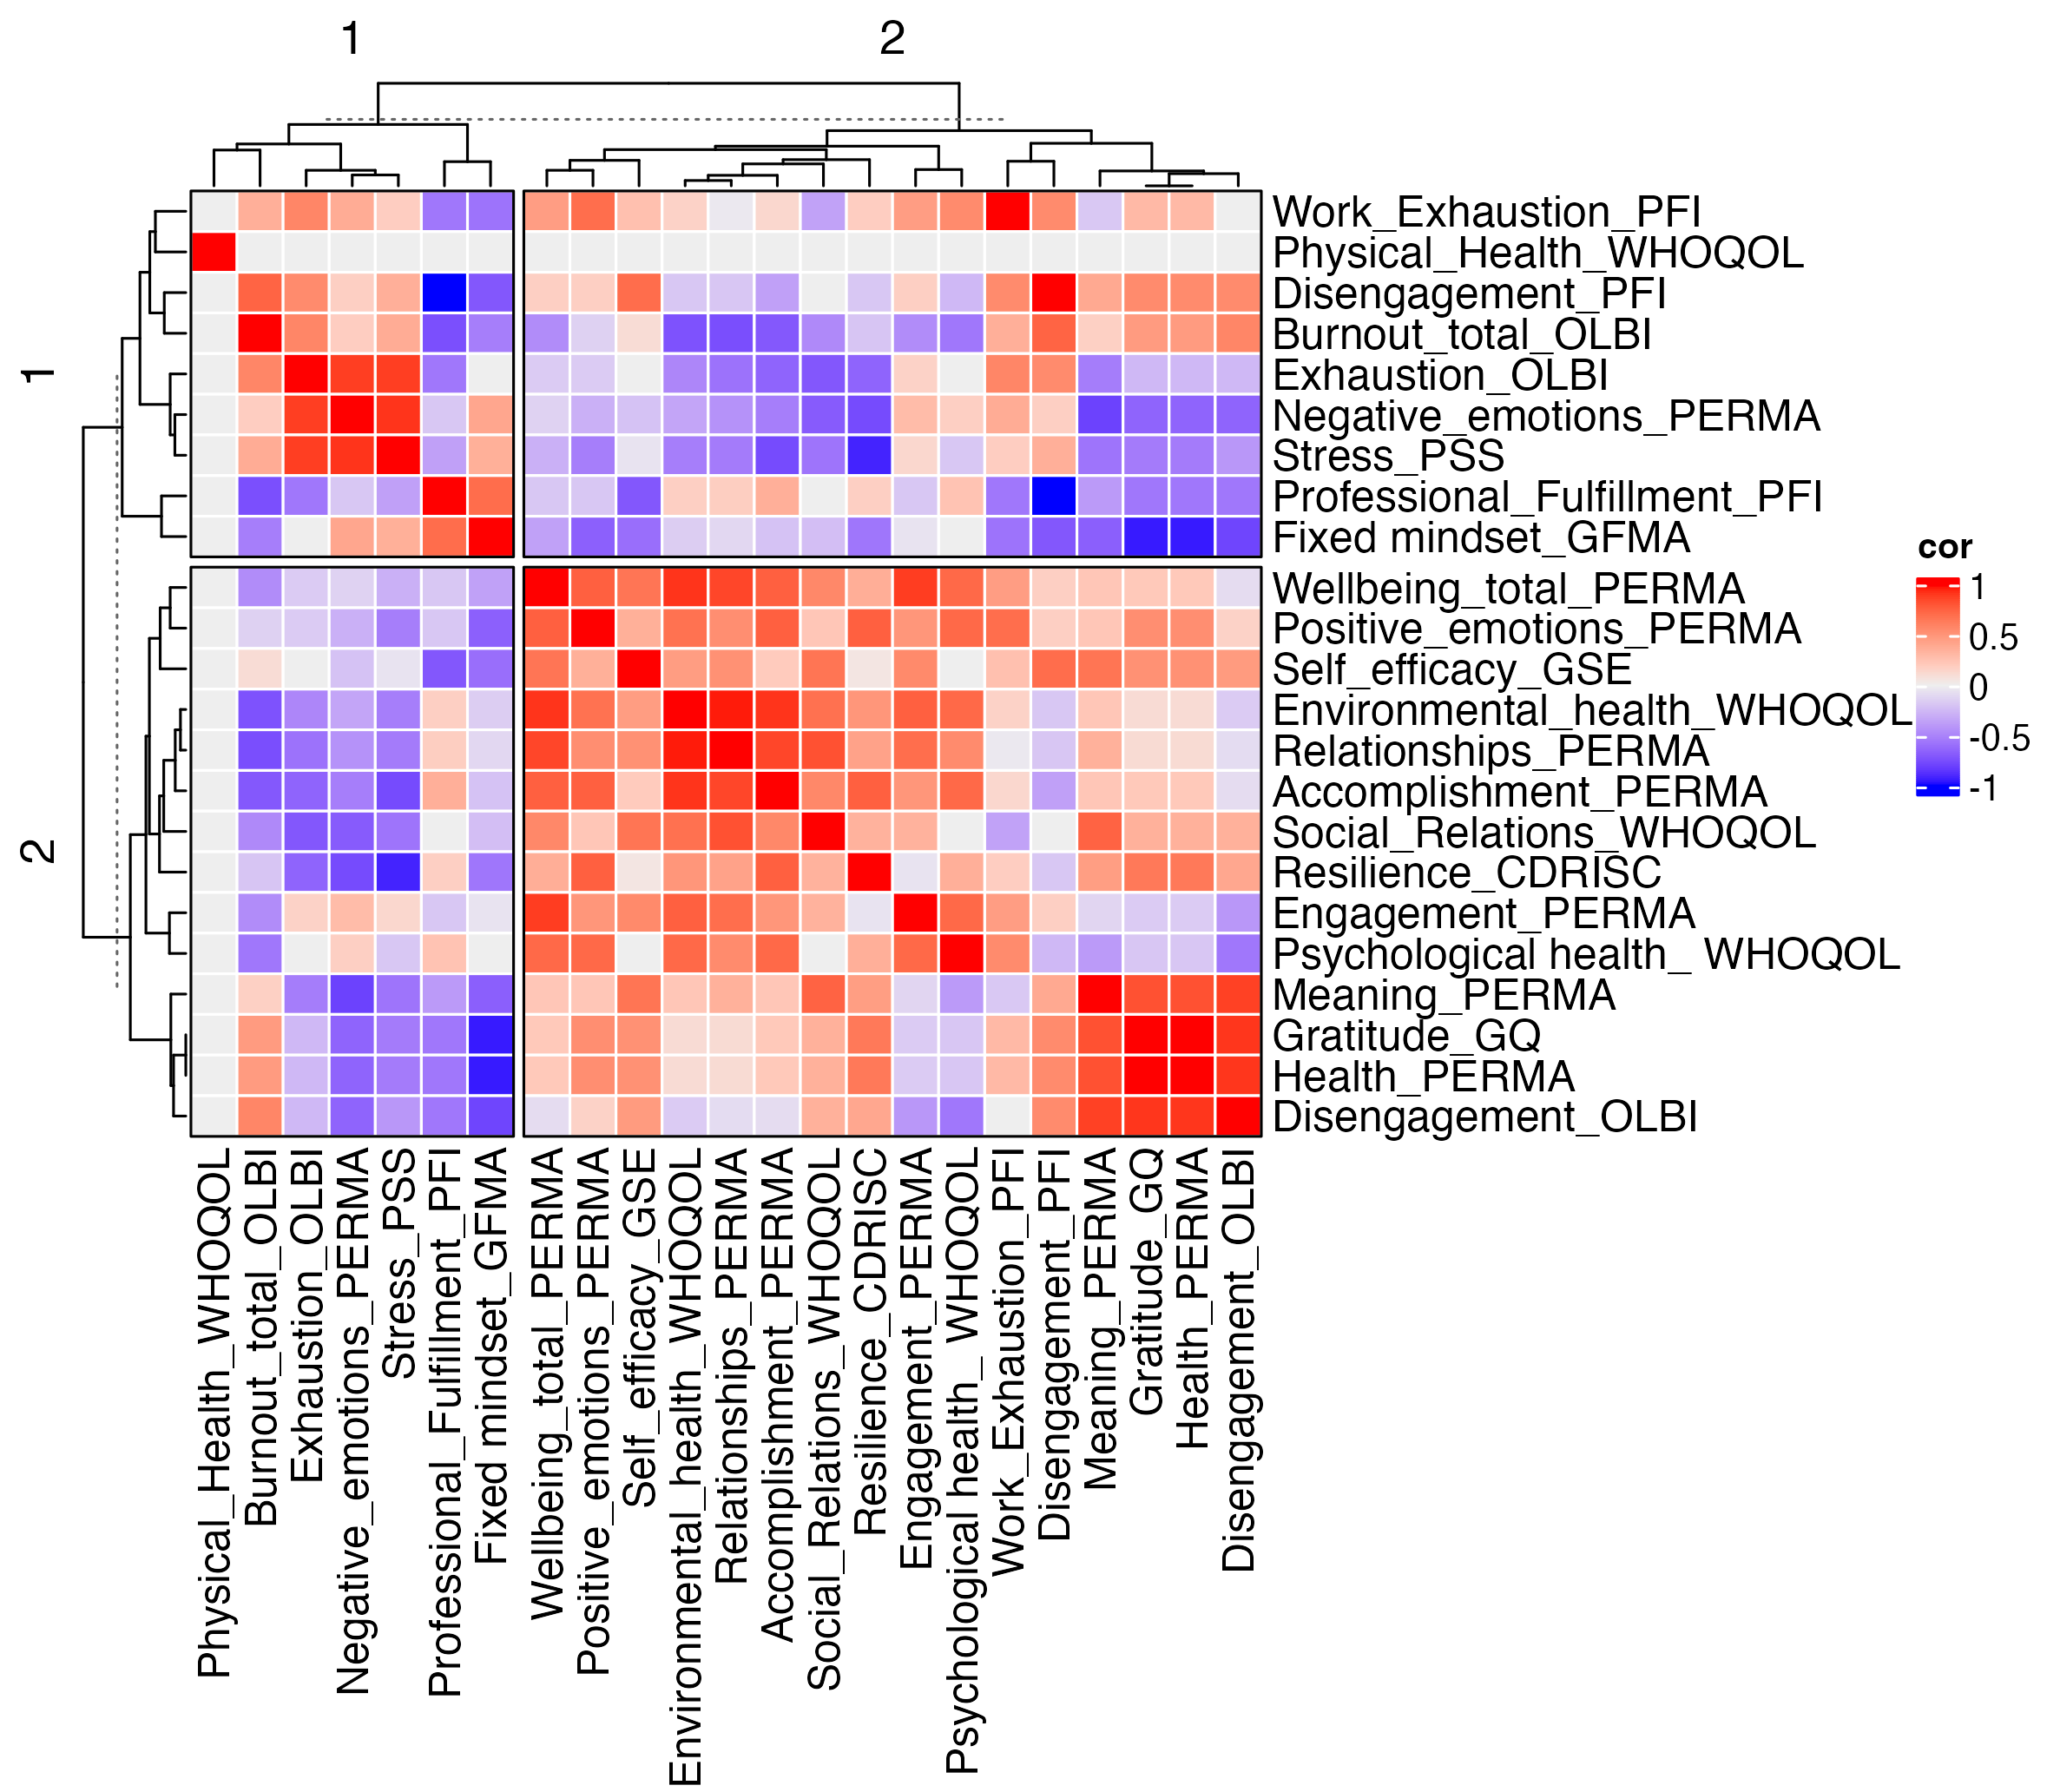 1
2
1
2
Work_Exhaustion_PFI
Physical_Health_WHOQOL
Disengagement_PFI
Burnout_total_OLBI
Exhaustion_OLBI
Negative_emotions_PERMA
Stress_PSS
Professional_Fulfillment_PFI
Fixed mindset_GFMA
Wellbeing_total_PERMA
Positive_emotions_PERMA
Self_efficacy_GSE
Environmental_health_WHOQOL
Relationships_PERMA
Accomplishment_PERMA
Social_Relations_WHOQOL
Resilience_CDRISC
Engagement_PERMA
Psychological health_ WHOQOL
Meaning_PERMA
Gratitude_GQ
Health_PERMA
Disengagement_OLBI
cor
1
0.5
0
-0.5
-1
Physical_Health_WHOQOL
Burnout_total_OLBI
Exhaustion_OLBI
Negative_emotions_PERMA
Stress_PSS
Professional_Fulfillment_PFI
Fixed mindset_GFMA
Wellbeing_total_PERMA
Positive_emotions_PERMA
Self_efficacy_GSE
Environmental_health_WHOQOL
Relationships_PERMA
Accomplishment_PERMA
Social_Relations_WHOQOL
Resilience_CDRISC
Engagement_PERMA
Psychological health_ WHOQOL
Work_Exhaustion_PFI
Disengagement_PFI
Meaning_PERMA
Gratitude_GQ
Health_PERMA
Disengagement_OLBI